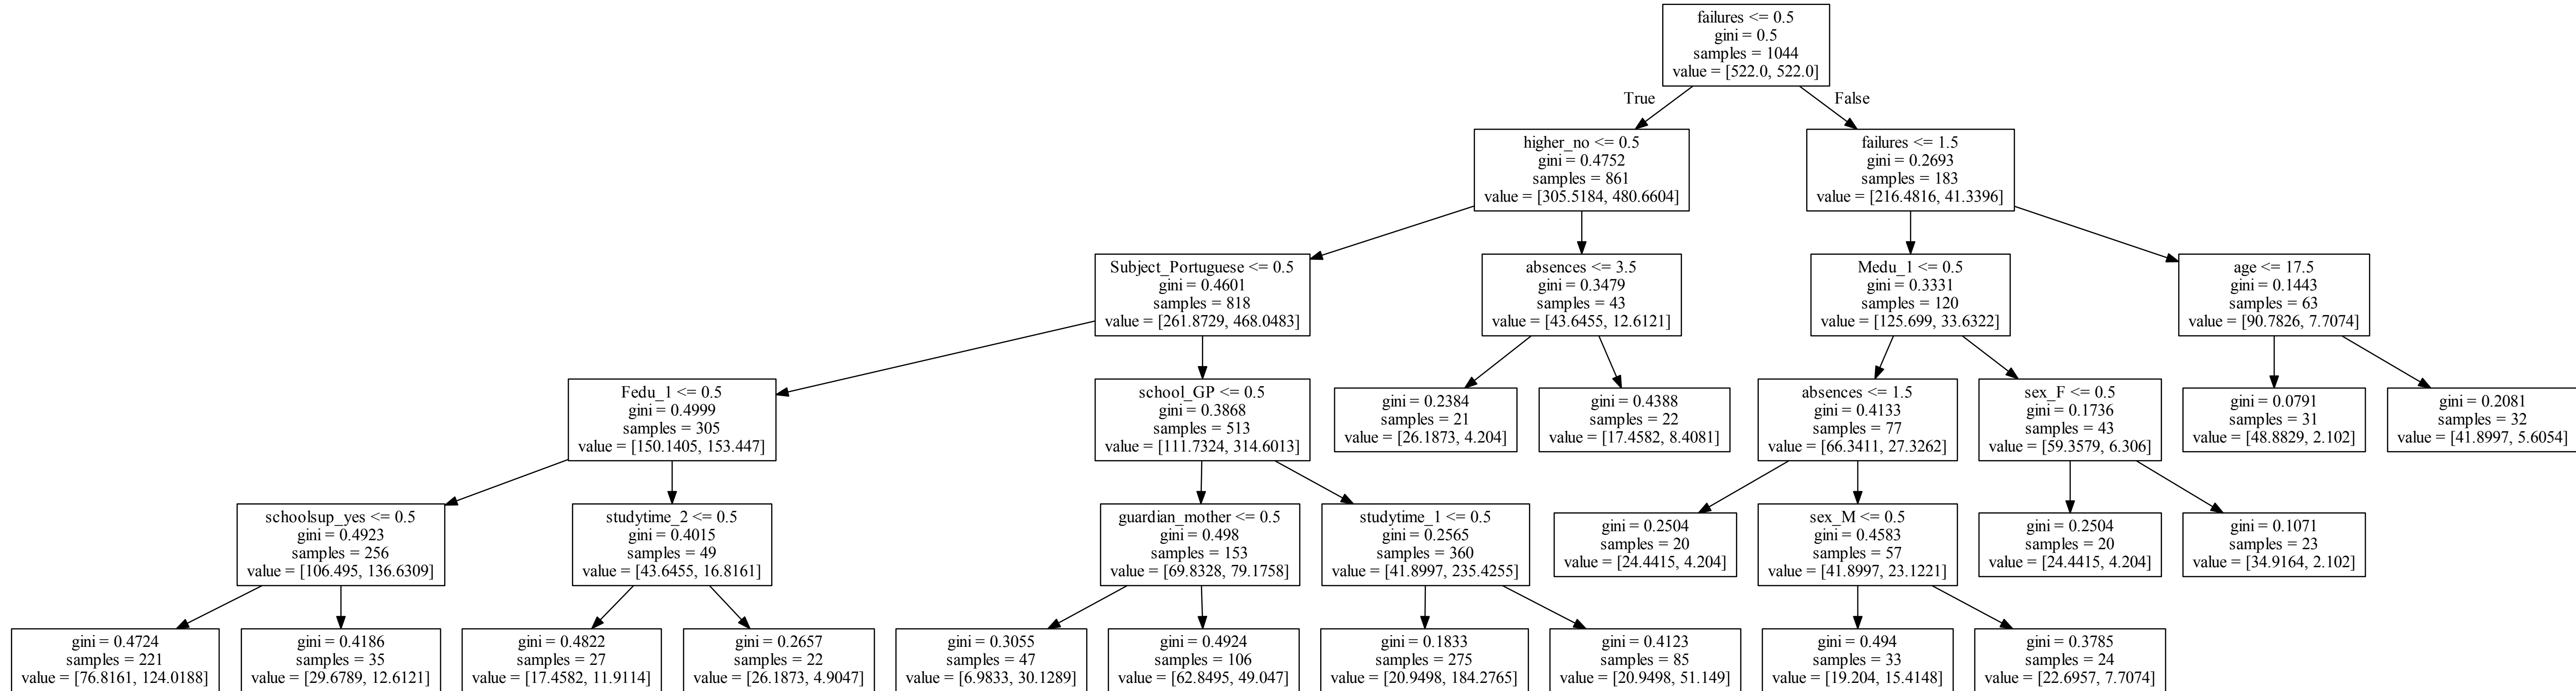 failures <= 0.5
gini = 0.5
samples = 1044
value = [522.0, 522.0]
True
False
higher_no <= 0.5
gini = 0.4752
samples = 861
value = [305.5184, 480.6604]
failures <= 1.5
gini = 0.2693
samples = 183
value = [216.4816, 41.3396]
Subject_Portuguese <= 0.5
gini = 0.4601
samples = 818
value = [261.8729, 468.0483]
absences <= 3.5
gini = 0.3479
samples = 43
value = [43.6455, 12.6121]
Medu_1 <= 0.5
gini = 0.3331
samples = 120
value = [125.699, 33.6322]
age <= 17.5
gini = 0.1443
samples = 63
value = [90.7826, 7.7074]
Fedu_1 <= 0.5
gini = 0.4999
samples = 305
value = [150.1405, 153.447]
school_GP <= 0.5
gini = 0.3868
samples = 513
value = [111.7324, 314.6013]
gini = 0.2384
samples = 21
value = [26.1873, 4.204]
gini = 0.4388
samples = 22
value = [17.4582, 8.4081]
absences <= 1.5
gini = 0.4133
samples = 77
value = [66.3411, 27.3262]
sex_F <= 0.5
gini = 0.1736
samples = 43
value = [59.3579, 6.306]
gini = 0.0791
samples = 31
value = [48.8829, 2.102]
gini = 0.2081
samples = 32
value = [41.8997, 5.6054]
schoolsup_yes <= 0.5
gini = 0.4923
samples = 256
value = [106.495, 136.6309]
studytime_2 <= 0.5
gini = 0.4015
samples = 49
value = [43.6455, 16.8161]
guardian_mother <= 0.5
gini = 0.498
samples = 153
value = [69.8328, 79.1758]
studytime_1 <= 0.5
gini = 0.2565
samples = 360
value = [41.8997, 235.4255]
gini = 0.2504
samples = 20
value = [24.4415, 4.204]
sex_M <= 0.5
gini = 0.4583
samples = 57
value = [41.8997, 23.1221]
gini = 0.2504
samples = 20
value = [24.4415, 4.204]
gini = 0.1071
samples = 23
value = [34.9164, 2.102]
gini = 0.4724
samples = 221
value = [76.8161, 124.0188]
gini = 0.4186
samples = 35
value = [29.6789, 12.6121]
gini = 0.4822
samples = 27
value = [17.4582, 11.9114]
gini = 0.2657
samples = 22
value = [26.1873, 4.9047]
gini = 0.3055
samples = 47
value = [6.9833, 30.1289]
gini = 0.4924
samples = 106
value = [62.8495, 49.047]
gini = 0.1833
samples = 275
value = [20.9498, 184.2765]
gini = 0.4123
samples = 85
value = [20.9498, 51.149]
gini = 0.494
samples = 33
value = [19.204, 15.4148]
gini = 0.3785
samples = 24
value = [22.6957, 7.7074]